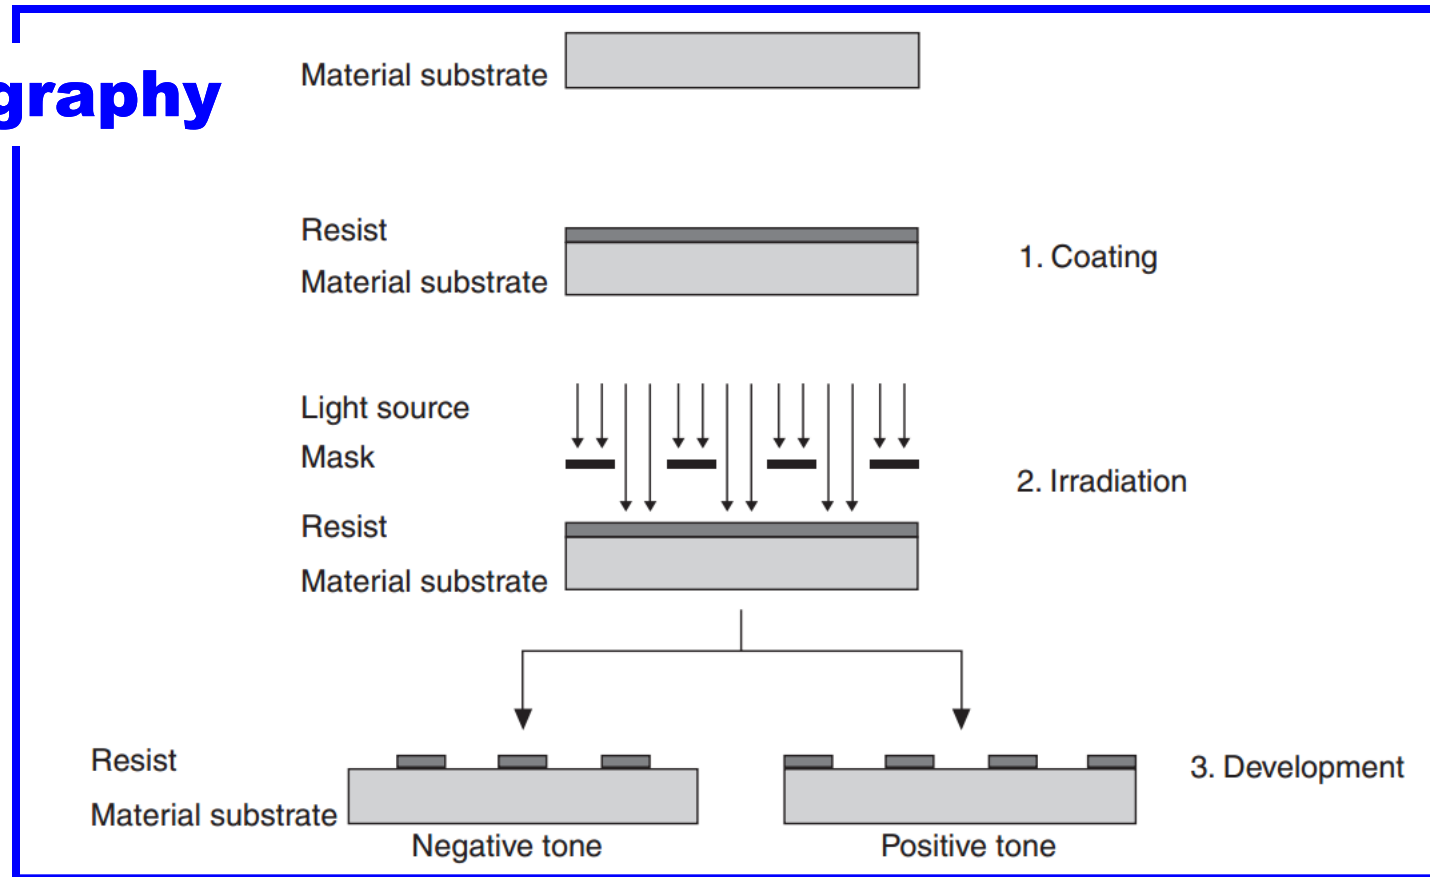 graphy
Material substrate
Resist
Material substrate
1. Coating
Light source
Mask
Resist
Material substrate
2. Irradiation
Resist
Material substrate
Negative tone
Positive tone
3. Development